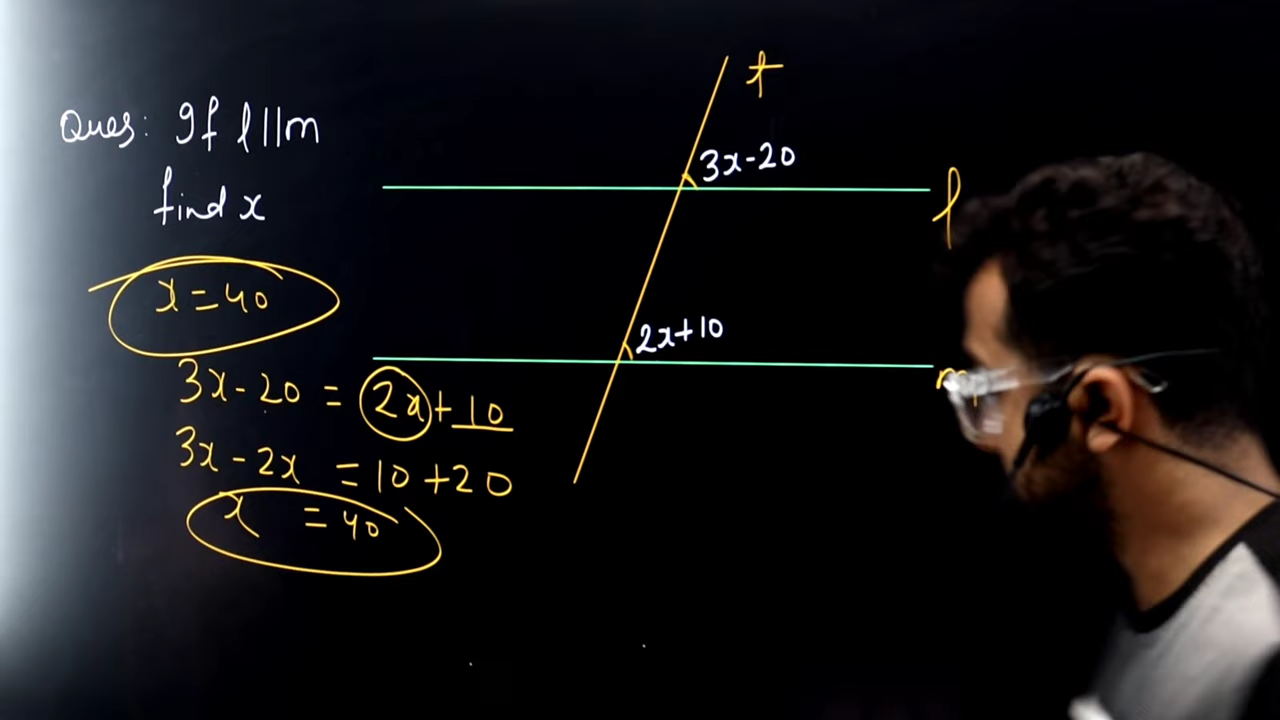 Ques: If l||m
find x
x=40
3x-20 = 2x+10
3x-2x = 10+20
x = 40
t
3x-20
l
2x+10
m